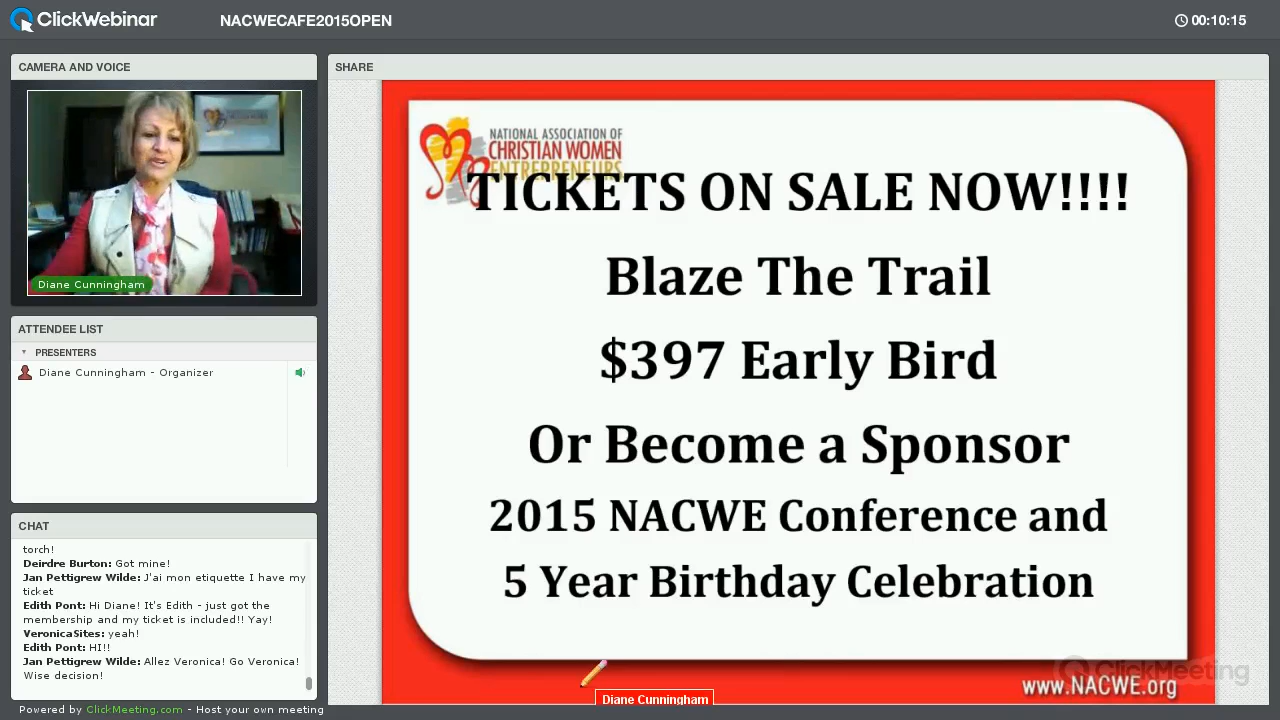 ClickWebinar
NACWECAFE2015OPEN
00:10:15
CAMERA AND VOICE
Diane Cunningham
ATTENDEE LIST
PRESENTERS
Diane Cunningham - Organizer
CHAT
torch!
Deirdre Burton: Got mine!
Jan Pettigrew Wilde: J'ai mon etiquette I have my
ticket
Edith Pont: Hi Diane! It's Edith - just got the
membership and my ticket is included!! Yay!
Veronica Sites: yeah!
Edith Pont:
Jan Pettigrew Wilde: Allez Veronica! Go Veronica!
Wise decision!
Powered by ClickMeeting.com - Host your own meeting
SHARE
NATIONAL ASSOCIATION OF
CHRISTIAN WOMEN
ENTREPRENEURS
TICKETS ON SALE NOW!!!!
Blaze The Trail
$397 Early Bird
Or Become a Sponsor
2015 NACWE Conference and
5 Year Birthday Celebration
ClickMeeting
www.NACWE.org
Diane Cunningham